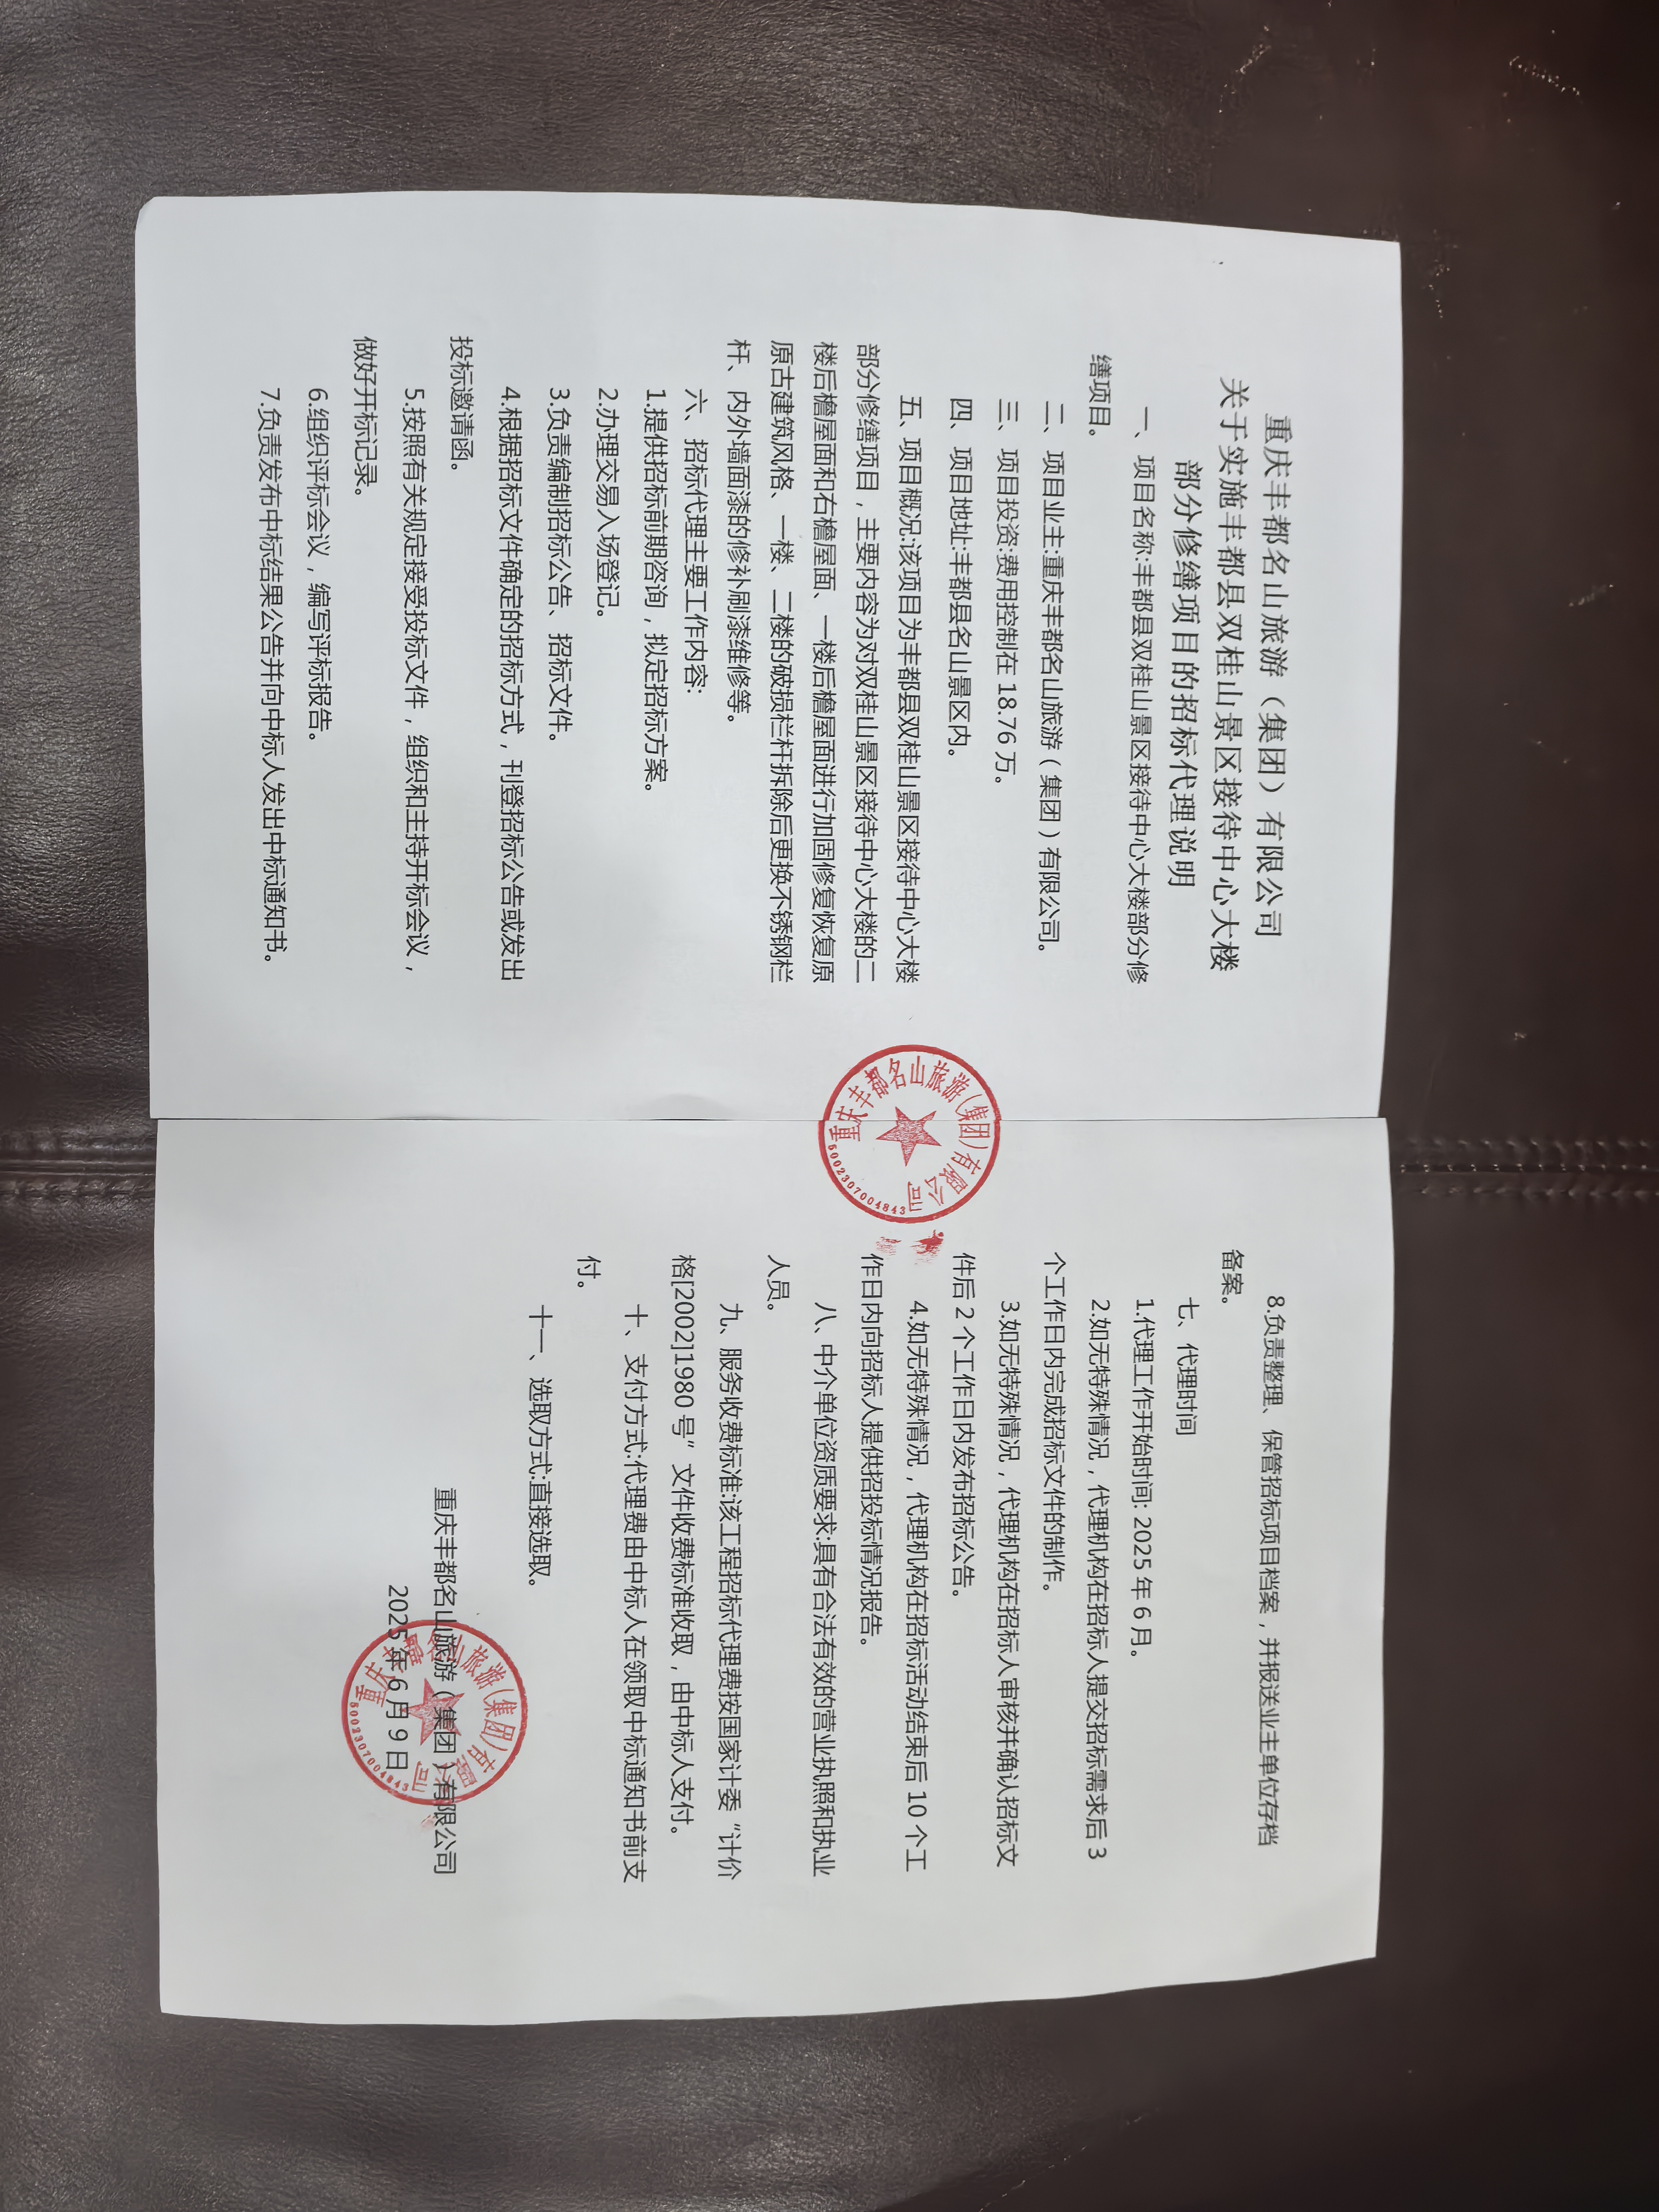 重庆丰都名山旅游（集团）有限公司
关于实施丰都县双桂山景区接待中心大楼
部分修缮项目的招标代理说明
一、项目名称:丰都县双桂山景区接待中心大楼部分修
缮项目。
二、项目业主:重庆丰都名山旅游（集团）有限公司。
三、项目投资:费用控制在 18.76 万。
四、项目地址:丰都县名山景区内。
五、项目概况:该项目为丰都县双桂山景区接待中心大楼
部分修缮项目，主要内容为对双桂山景区接待中心大楼的二
楼后檐屋面和右檐屋面、一楼后檐屋面进行加固修复恢复原
原古建筑风格、一楼、二楼的破损栏杆拆除后更换不锈钢栏
杆、内外墙面漆的修补刷漆维修等。
六、招标代理主要工作内容:
1.提供招标前期咨询，拟定招标方案。
2.办理交易入场登记。
3.负责编制招标公告、招标文件。
4.根据招标文件确定的招标方式，刊登招标公告或发出
投标邀请函。
5.按照有关规定接受投标文件，组织和主持开标会议，
做好开标记录。
6.组织评标会议，编写评标报告。
7.负责发布中标结果公告并向中标人发出中标通知书。
重庆丰都名山旅游(集团)有限公司
5002307004843
8.负责整理、保管招标项目档案，并报送业主单位存档
备案。
七、代理时间
1.代理工作开始时间: 2025 年 6 月。
2.如无特殊情况，代理机构在招标人提交招标需求后 3
个工作日内完成招标文件的制作。
3.如无特殊情况，代理机构在招标人审核并确认招标文
件后 2 个工作日内发布招标公告。
4.如无特殊情况，代理机构在招标活动结束后 10 个工
作日内向招标人提供招投标情况报告。
八、中介单位资质要求:具有合法有效的营业执照和执业
人员。
九、服务收费标准:该工程招标代理费按国家计委“计价
格[2002]1980 号”文件收费标准收取，由中标人支付。
十、支付方式:代理费由中标人在领取中标通知书前支
付。
十一、选取方式:直接选取。
重庆丰都名山旅游（集团）有限公司
2025 年 6 月 9 日
重庆丰都名山旅游(集团)有限公司
5002307004843